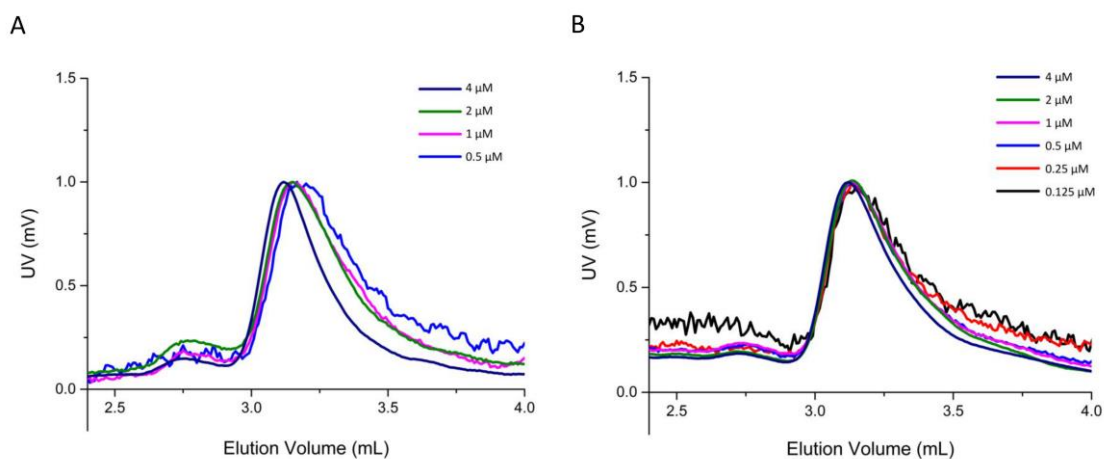 A
1.5
1.0
0.5
0.0
UV (mV)
2.5
3.0
3.5
4.0
Elution Volume (mL)
4 µM
2 µM
1 µM
0.5 µM
B
1.5
1.0
0.5
0.0
UV (mV)
2.5
3.0
3.5
4.0
Elution Volume (mL)
4 µM
2 µM
1 µM
0.5 µM
0.25 µM
0.125 µM